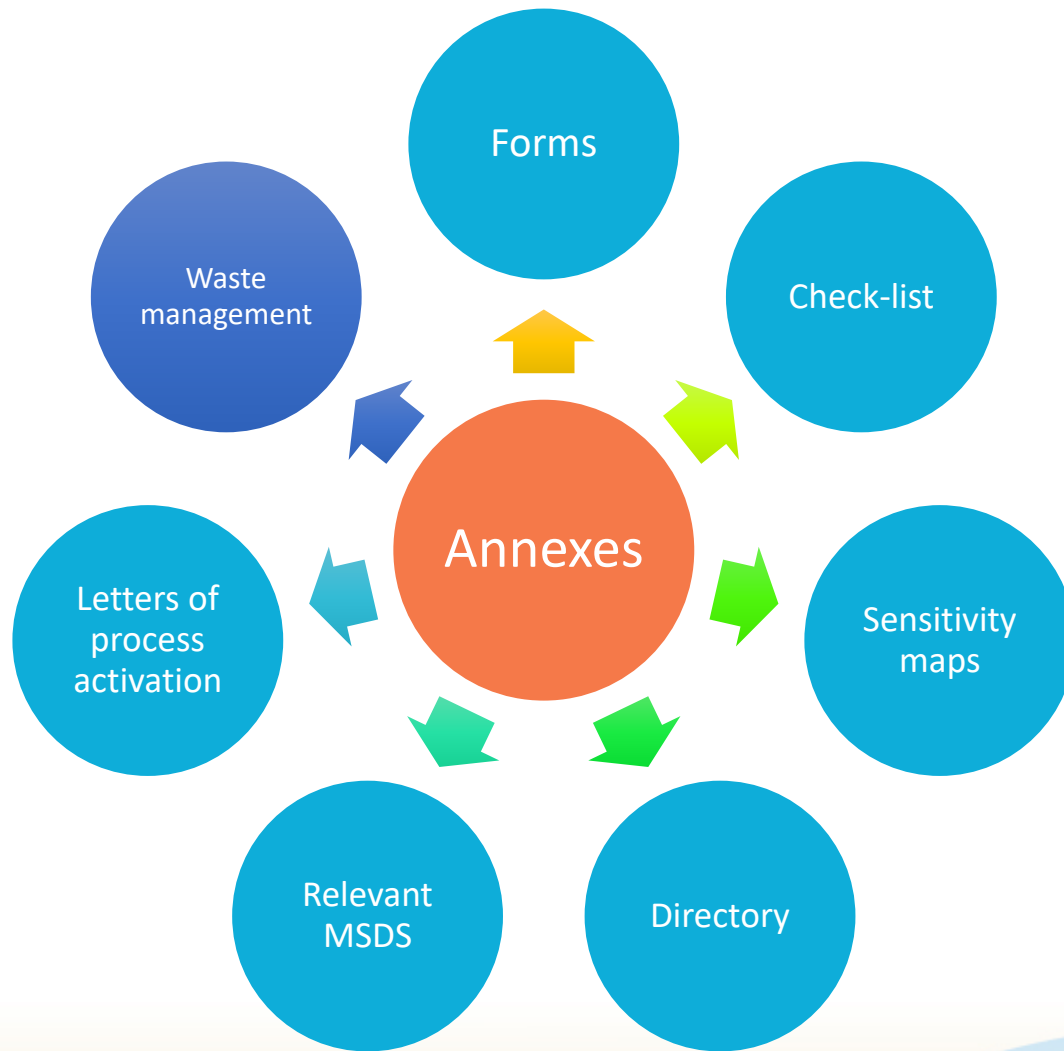 Forms
Check-list
Sensitivity
maps
Directory
Relevant
MSDS
Letters of
process
activation
Waste
management
Annexes